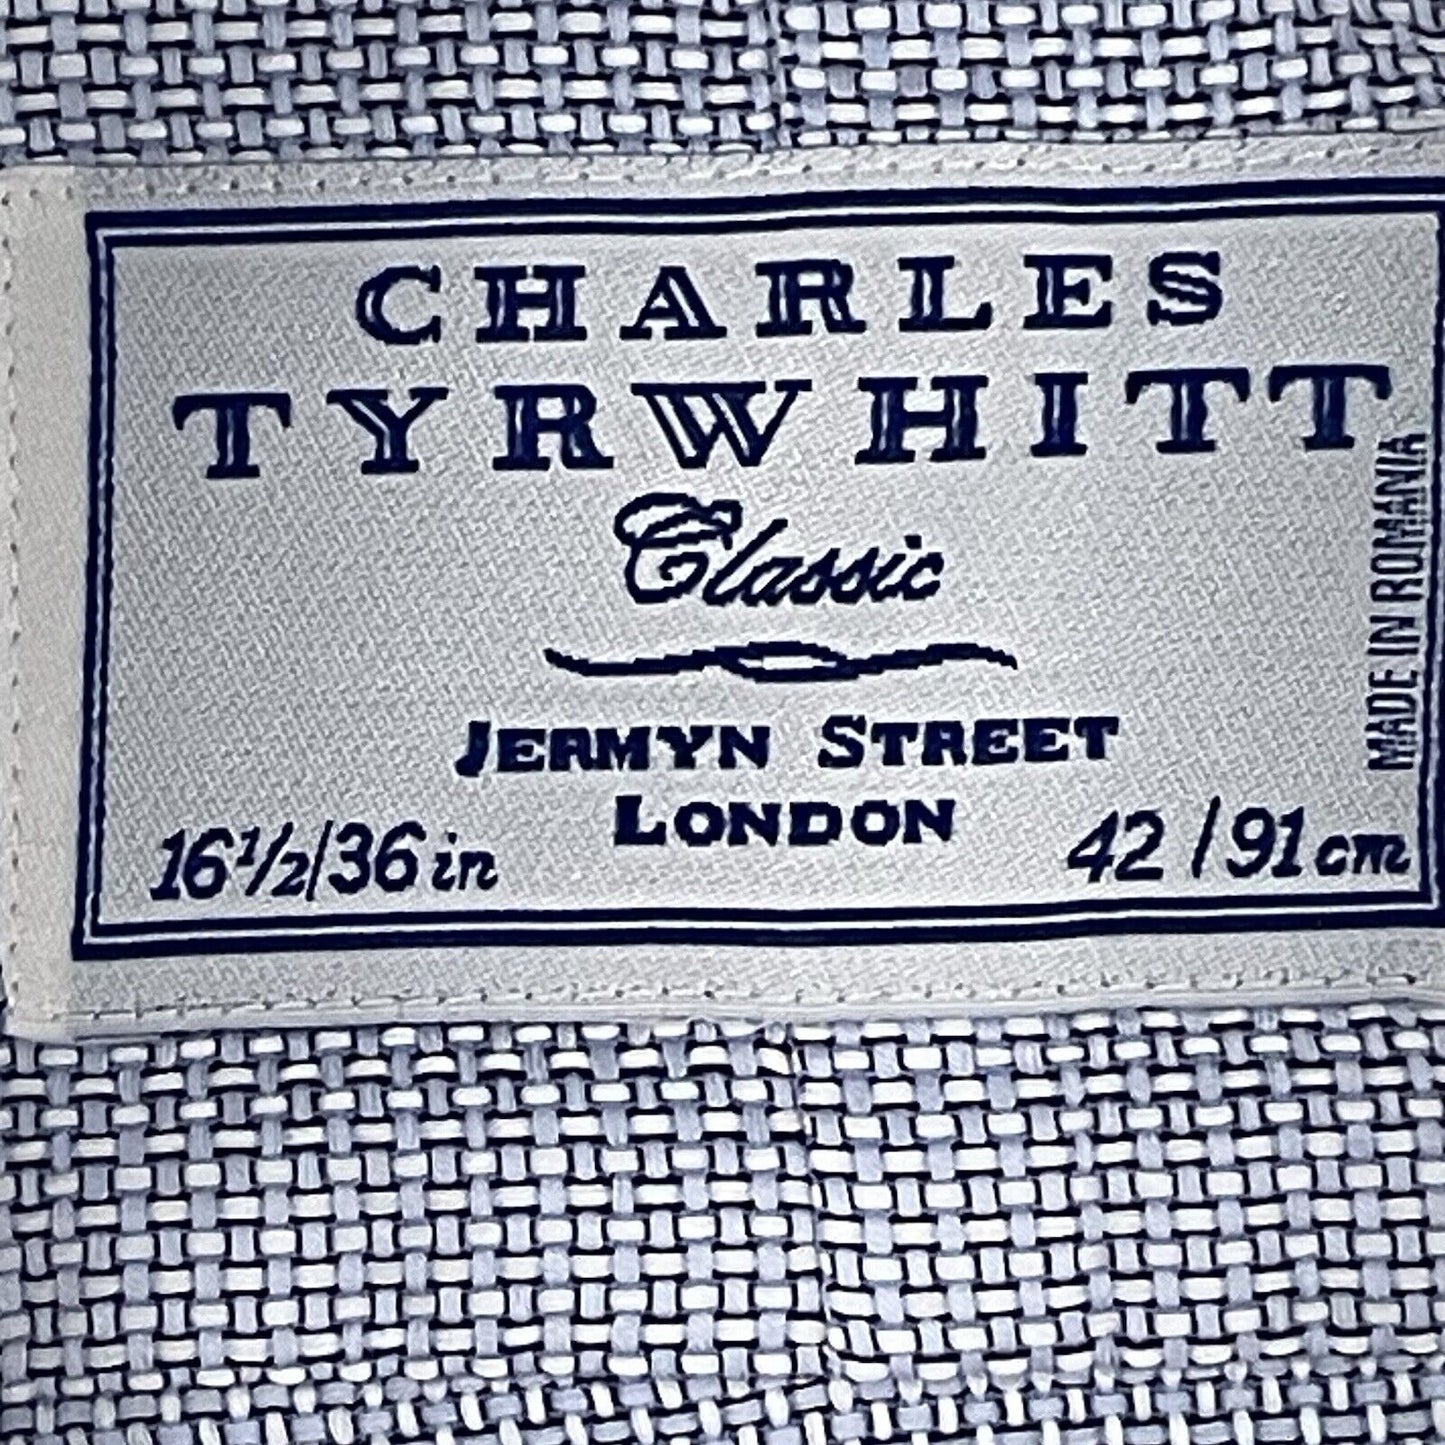 CHARLES
TYRWHITT
Classic
JERMYN STREET
LONDON
16½/36 in
42 / 91 cm
MADE IN ROMANIA